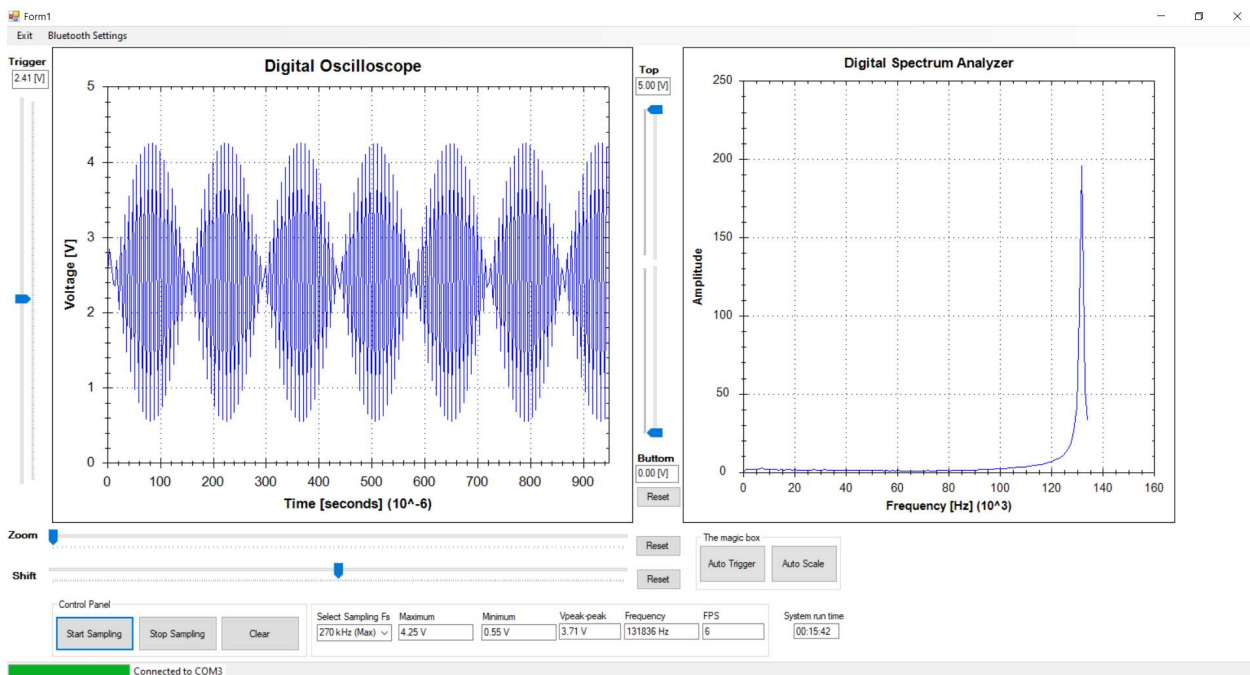 Form1
Exit Bluetooth Settings
Trigger
2.41 [V]
Digital Oscilloscope
Voltage [V]
5
4
3
2
1
0
0 100 200 300 400 500 600 700 800 900
Time [seconds] (10^-6)
Top
5.00 [V]
Buttom
0.00 [V]
Reset
Digital Spectrum Analyzer
Amplitude
250
200
150
100
50
0
0 20 40 60 80 100 120 140 160
Frequency [Hz] (10^3)
Zoom
Reset
Shift
Reset
The magic box
Auto Trigger Auto Scale
Control Panel
Start Sampling Stop Sampling Clear
Select Sampling Fs Maximum Minimum Vpeak-peak Frequency FPS
270 kHz (Max) 4.25 V 0.55 V 3.71 V 131836 Hz 6
System run time
00:15:42
Connected to COM3